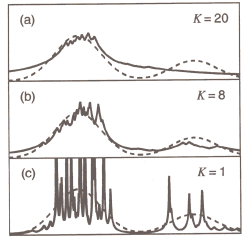 (a) K = 20
(b) K = 8
(c) K = 1